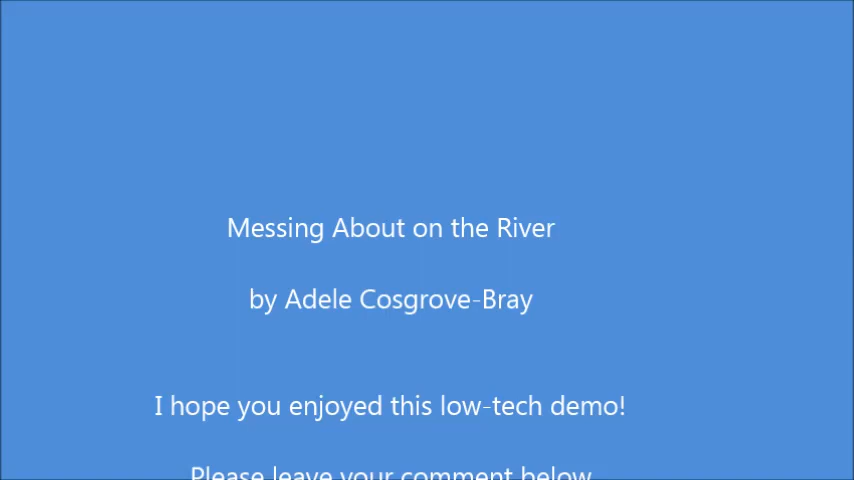 Messing About on the River
by Adele Cosgrove-Bray
I hope you enjoyed this low-tech demo!
Please leave your comment below